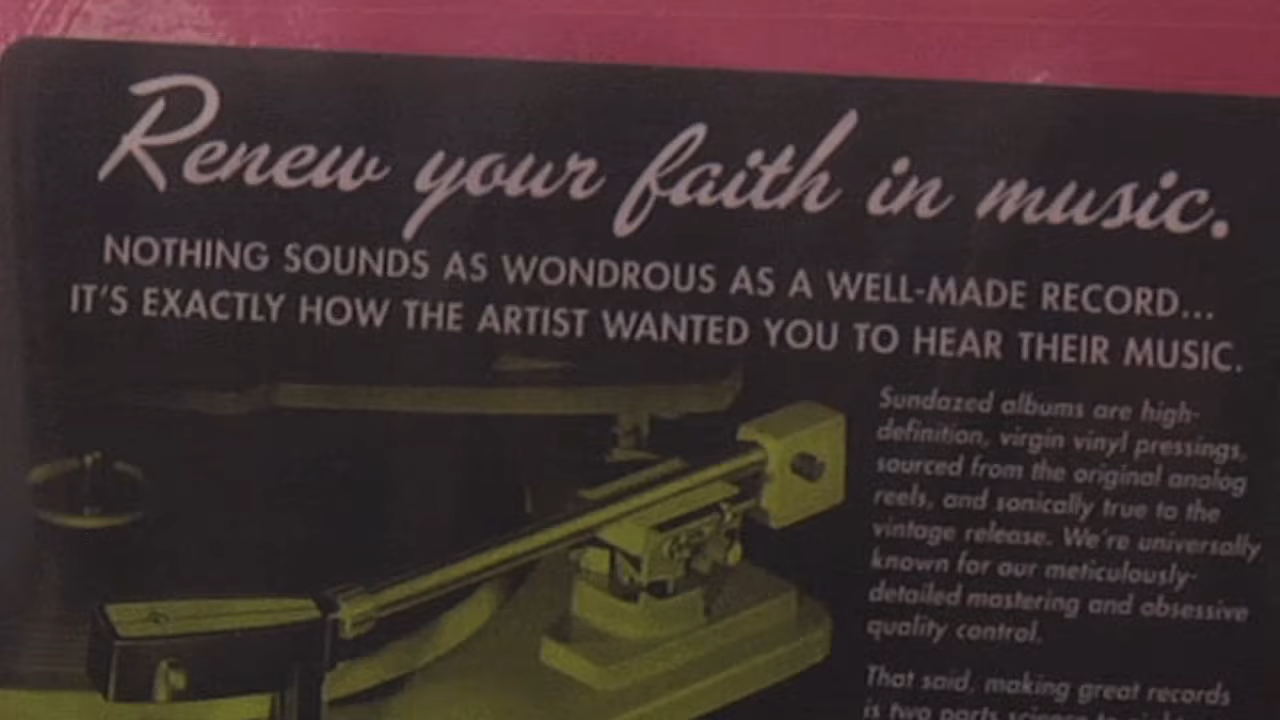 Renew your faith in music.
NOTHING SOUNDS AS WONDROUS AS A WELL-MADE RECORD...
IT'S EXACTLY HOW THE ARTIST WANTED YOU TO HEAR THEIR MUSIC.
Sundazed albums are high-
definition, virgin vinyl pressings,
sourced from the original analog
reels, and sonically true to the
vintage release. We're universally
known for our meticulously-
detailed mastering and obsessive
quality control.
That said, making great records
is two parts science